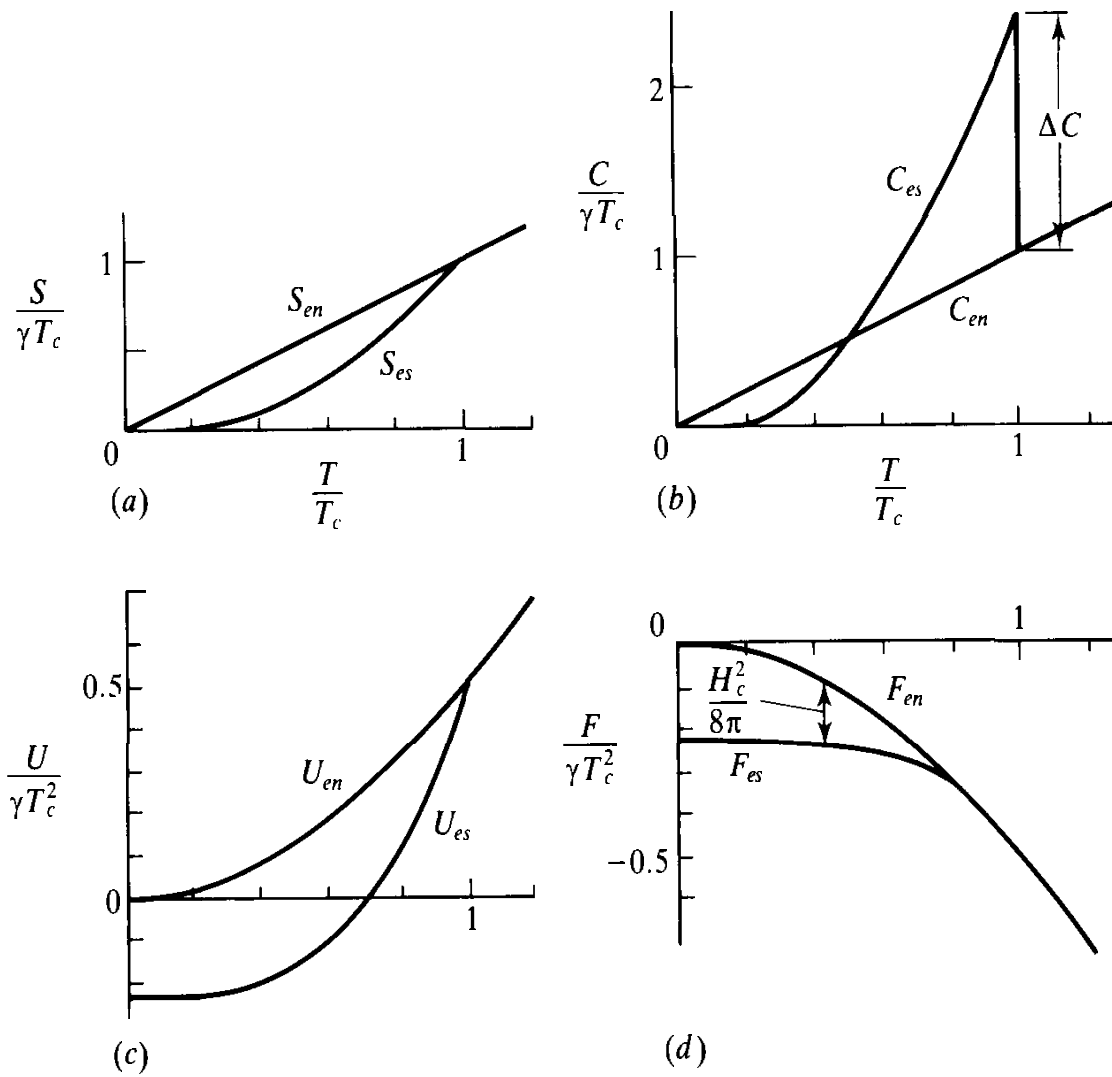 S/γT_c
1
S_en
S_es
0
1
T/T_c
(a)
C/γT_c
2
1
C_es
ΔC
C_en
0
1
T/T_c
(b)
U/γT_c^2
0.5
U_en
U_es
0
1
(c)
0
1
F/γT_c^2
H_c^2/8π
F_en
F_es
−0.5
(d)